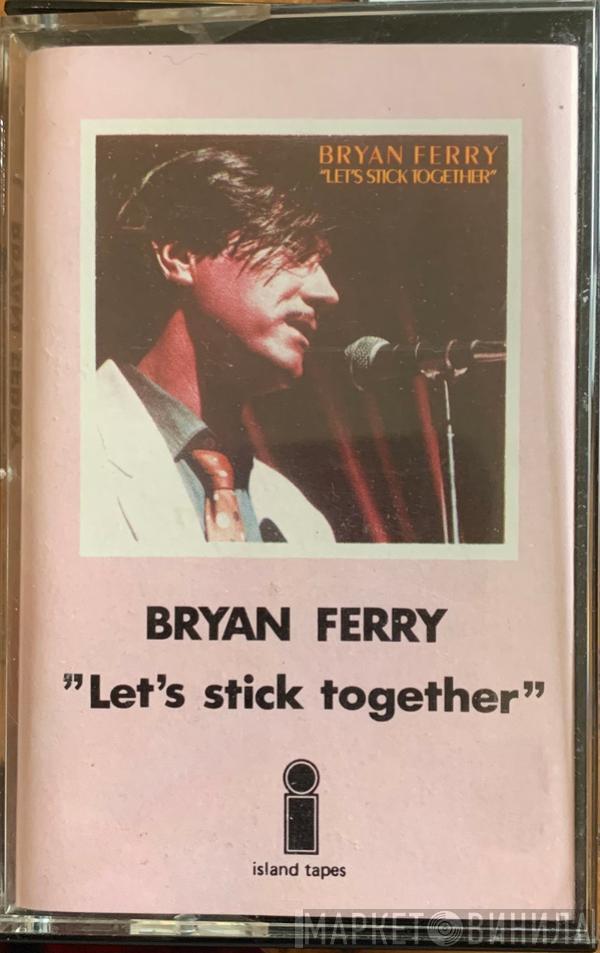 BRYAN FERRY
"LET'S STICK TOGETHER"
BRYAN FERRY
”Let's stick together”
island tapes
МАРКЕТ ВИНИЛА